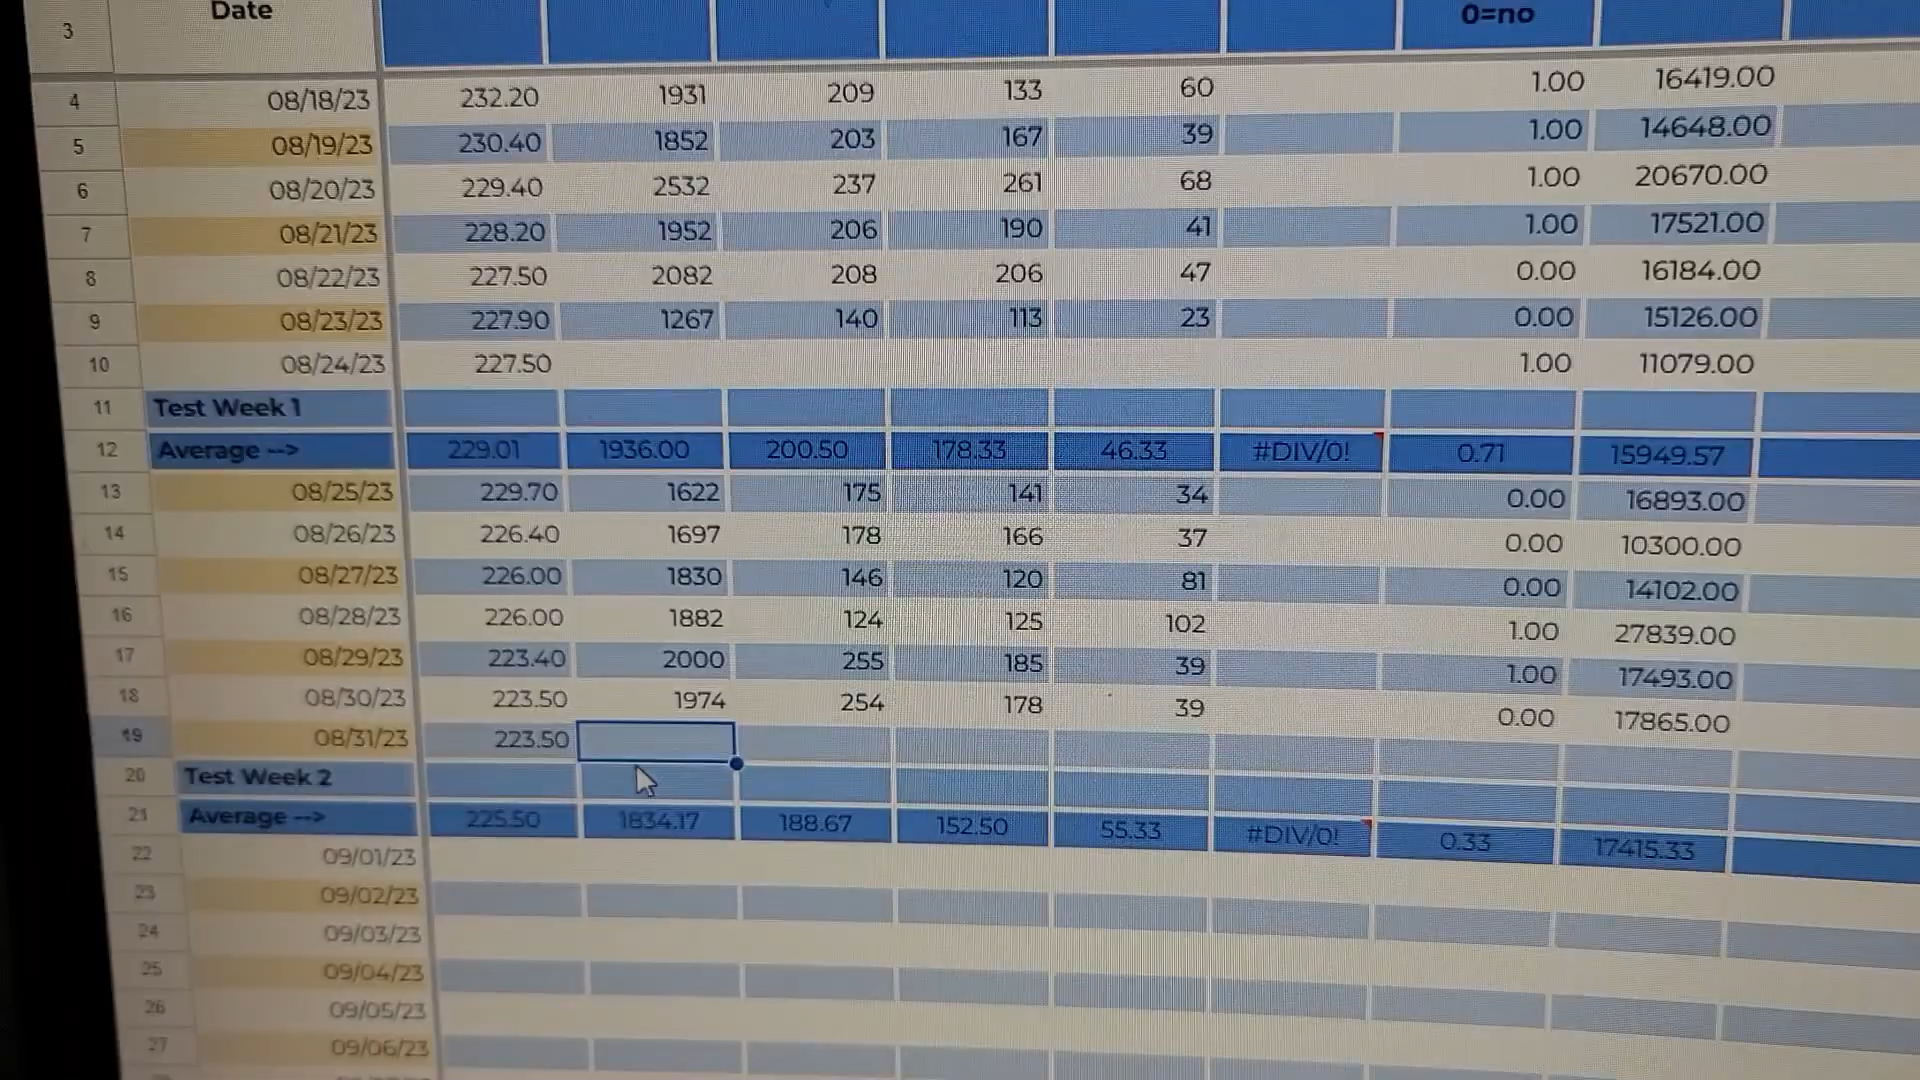 Date 0=no
3
4 08/18/23 232.20 1931 209 133 60 1.00 16419.00
5 08/19/23 230.40 1852 203 167 39 1.00 14648.00
6 08/20/23 229.40 2532 237 261 68 1.00 20670.00
7 08/21/23 228.20 1952 206 190 41 1.00 17521.00
8 08/22/23 227.50 2082 208 206 47 0.00 16184.00
9 08/23/23 227.90 1267 140 113 23 0.00 15126.00
10 08/24/23 227.50 1.00 11079.00
11 Test Week 1
12 Average --> 229.01 1936.00 200.50 178.33 46.33 #DIV/0! 0.71 15949.57
13 08/25/23 229.70 1622 175 141 34 0.00 16893.00
14 08/26/23 226.40 1697 178 166 37 0.00 10300.00
15 08/27/23 226.00 1830 146 120 81 0.00 14102.00
16 08/28/23 226.00 1882 124 125 102 1.00 27839.00
17 08/29/23 223.40 2000 255 185 39 1.00 17493.00
18 08/30/23 223.50 1974 254 178 39 0.00 17865.00
19 08/31/23 223.50
20 Test Week 2
21 Average --> 225.50 1834.17 188.67 152.50 55.33 #DIV/0! 0.33 17415.33
22 09/01/23
23 09/02/23
24 09/03/23
25 09/04/23
26 09/05/23
27 09/06/23